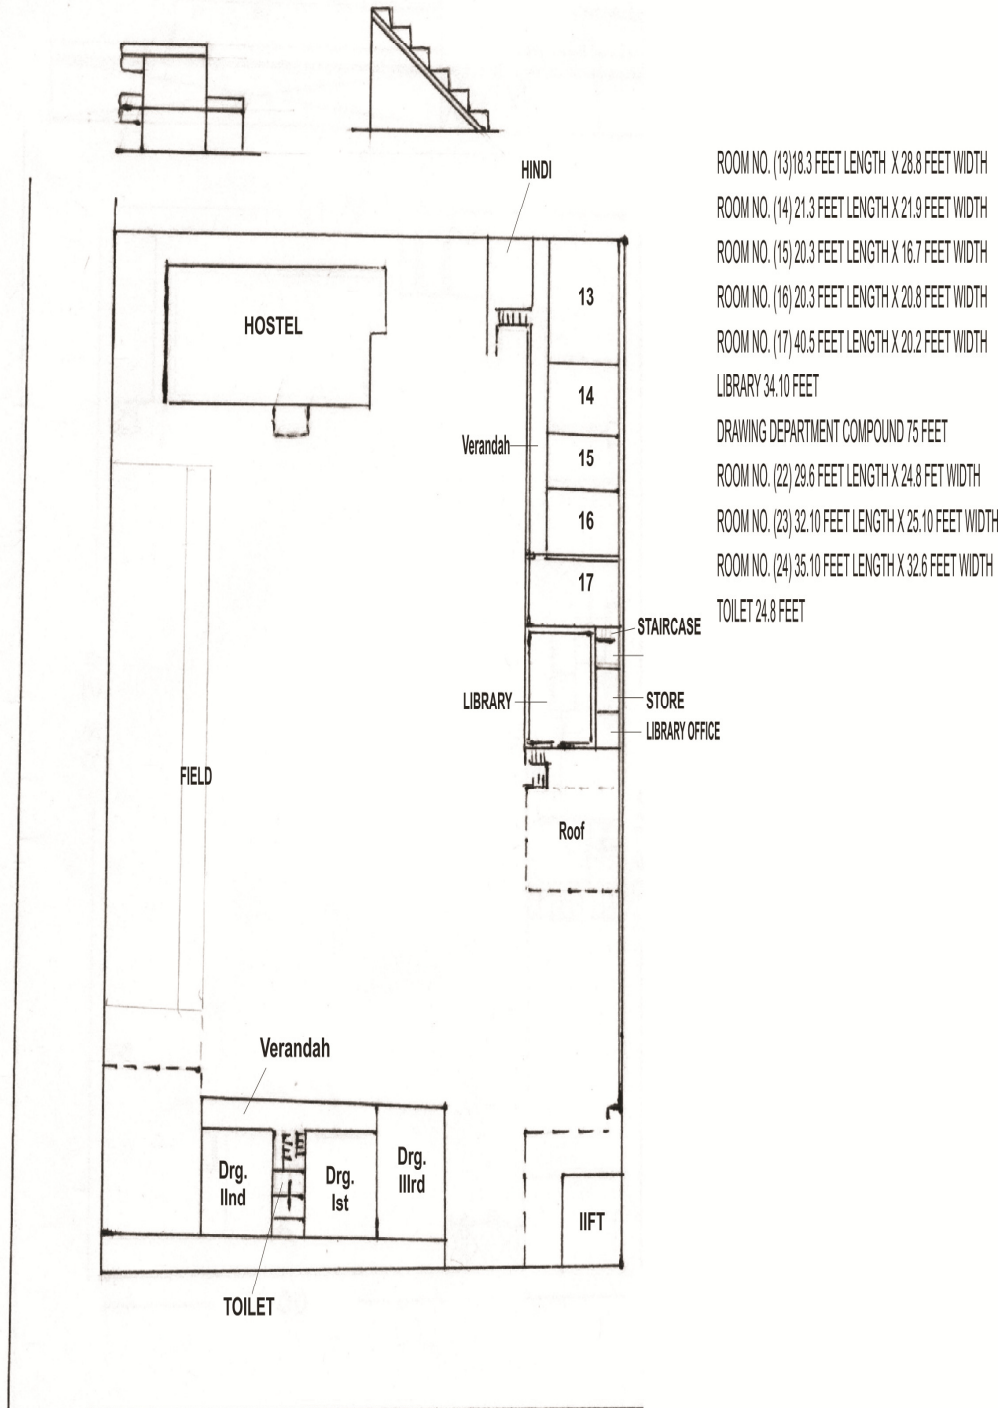 HINDI
ROOM NO. (13)18.3 FEET LENGTH X 28.8 FEET WIDTH
ROOM NO. (14) 21.3 FEET LENGTH X 21.9 FEET WIDTH
ROOM NO. (15) 20.3 FEET LENGTH X 16.7 FEET WIDTH
ROOM NO. (16) 20.3 FEET LENGTH X 20.8 FEET WIDTH
ROOM NO. (17) 40.5 FEET LENGTH X 20.2 FEET WIDTH
LIBRARY 34.10 FEET
DRAWING DEPARTMENT COMPOUND 75 FEET
ROOM NO. (22) 29.6 FEET LENGTH X 24.8 FET WIDTH
ROOM NO. (23) 32.10 FEET LENGTH X 25.10 FEET WIDTH
ROOM NO. (24) 35.10 FEET LENGTH X 32.6 FEET WIDTH
TOILET 24.8 FEET
13
HOSTEL
14
Verandah
15
16
17
STAIRCASE
LIBRARY
STORE
LIBRARY OFFICE
FIELD
Roof
Verandah
Drg.
IInd
Drg.
Ist
Drg.
IIIrd
IIFT
TOILET